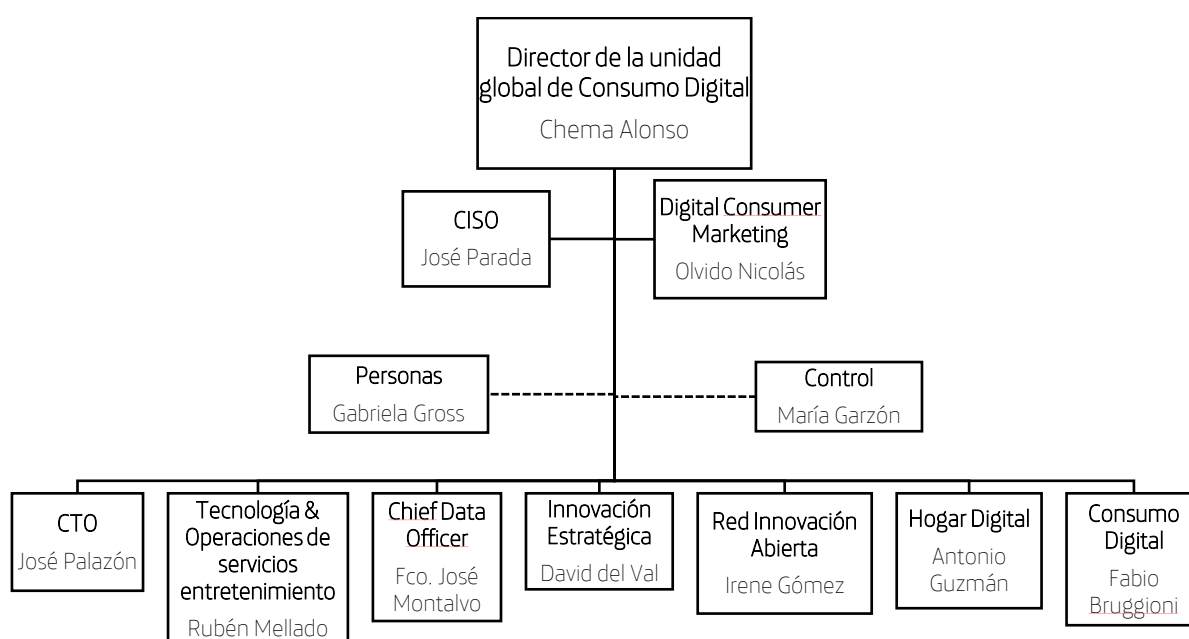 Director de la unidad
global de Consumo Digital
Chema Alonso
CISO
José Parada
Digital Consumer
Marketing
Olvido Nicolás
Personas
Gabriela Gross
Control
María Garzón
CTO
José Palazón
Tecnología &
Operaciones de
servicios
entretenimiento
Rubén Mellado
Chief Data
Officer
Fco. José
Montalvo
Innovación
Estratégica
David del Val
Red Innovación
Abierta
Irene Gómez
Hogar Digital
Antonio
Guzmán
Consumo
Digital
Fabio
Bruggioni